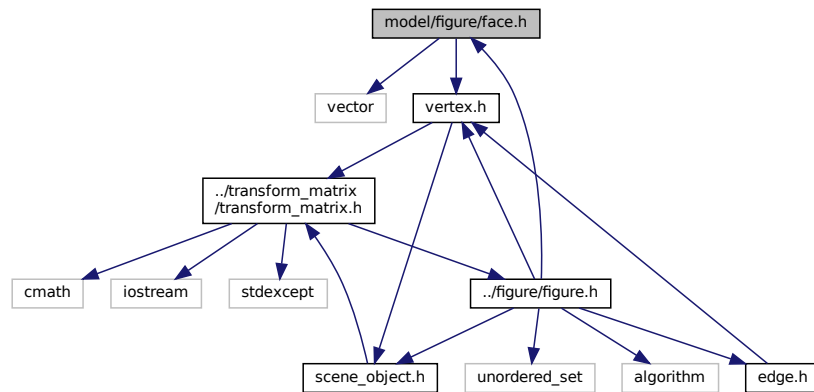 model/figure/face.h
vector
vertex.h
../transform_matrix
/transform_matrix.h
cmath
iostream
stdexcept
../figure/figure.h
scene_object.h
unordered_set
algorithm
edge.h